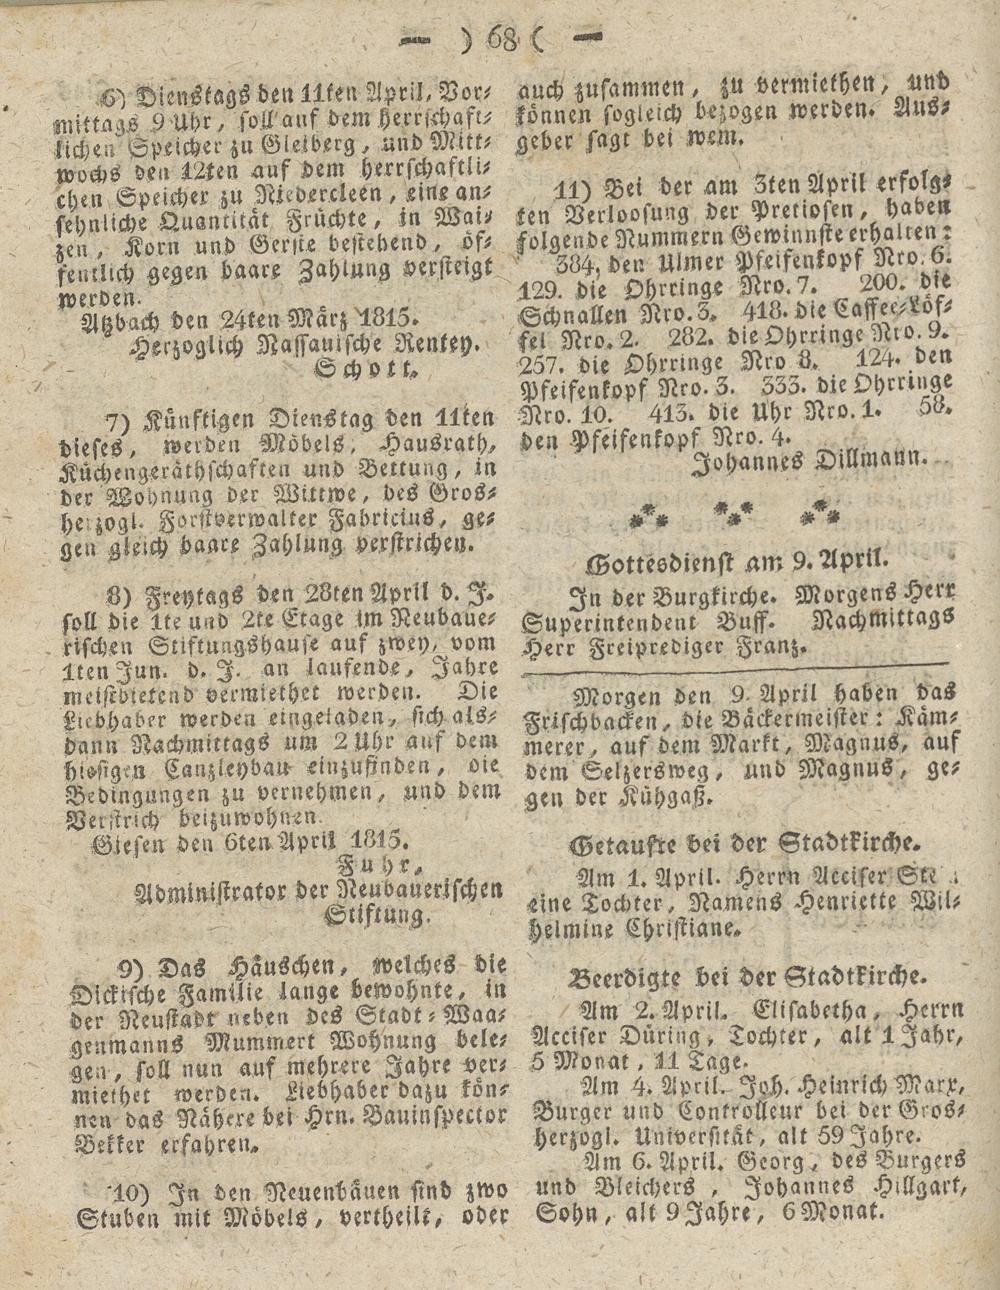 — ) 68 ( —
6) Dienstags den 11ten April, Vor⸗
mittags 9 Uhr, soll auf dem herrschaft⸗
lichen Speicher zu Gleiberg, und Mitt⸗
wochs den 12ten auf dem herrschaftli⸗
chen Speicher zu Niedercleen, eine an⸗
sehnliche Quantität Früchte, in Wai⸗
zen, Korn und Gerste bestehend, öf⸗
fentlich gegen baare Zahlung versteigt
werden.
Atzbach den 24ten März 1815.
Herzoglich Nassauische Rentey.
Schott.
7) Künftigen Dienstag den 11ten
dieses, werden Möbels, Hausrath,
Küchengeräthschaften und Bettung, in
der Wohnung der Wittwe, des Gros⸗
herzogl. Forstverwalter Fabricius, ge⸗
gen gleich baare Zahlung verstrichen.
8) Freytags den 28ten April d. J.
soll die 1te und 2te Etage im Neubaue⸗
rischen Stiftungshause auf zwey, vom
1ten Jun. d. J. an laufende, Jahre
meistbietend vermiethet werden. Die
Liebhaber werden eingeladen, sich als⸗
dann Nachmittags um 2 Uhr auf dem
hiesigen Canzleybau einzufinden, die
Bedingungen zu vernehmen, und dem
Verstrich beizuwohnen.
Giesen den 6ten April 1815.
Fuhr,
Administrator der Neubauerischen
Stiftung.
9) Das Häuschen, welches die
Dickische Familie lange bewohnte, in
der Neustadt neben des Stadt⸗Waa⸗
genmanns Mummert Wohnung bele⸗
gen, soll nun auf mehrere Jahre ver⸗
miethet werden. Liebhaber dazu kön⸗
nen das Nähere bei Hrn. Bauinspector
Bekker erfahren.
10) In den Neuenbäuen sind zwo
Stuben mit Möbels, vertheilt, oder
auch zusammen, zu vermiethen, und
können sogleich bezogen werden. Aus⸗
geber sagt bei wem.
11) Bei der am 3ten April erfolg⸗
ten Verloosung der Pretiosen, haben
folgende Nummern Gewinnste erhalten:
384, den Ulmer Pfeifenkopf Nro. 6.
129. die Ohrringe Nro. 7. 200. die
Schnallen Nro. 3. 418. die Caffee⸗Löf⸗
fel Nro. 2. 282. die Ohrringe Nro. 9.
257. die Ohrringe Nro 8. 124. den
Pfeifenkopf Nro. 3. 333. die Ohrringe
Nro. 10. 413. die Uhr Nro. 1. 58.
den Pfeifenkopf Nro. 4.
Johannes Dillmann.
Gottesdienst am 9. April.
In der Burgkirche. Morgens Herr
Superintendent Buff. Nachmittags
Herr Freiprediger Franz.
Morgen den 9. April haben das
Frischbacken, die Bäckermeister: Käm⸗
merer, auf dem Markt, Magnus, auf
dem Selzersweg, und Magnus, ge⸗
gen der Kühgaß.
Getaufte bei der Stadtkirche.
Am 1. April. Herrn Acciser
eine Tochter, Namens Henriette Wil⸗
helmine Christiane.
Beerdigte bei der Stadtkirche.
Am 2. April. Elisabetha, Herrn
Acciser Düring, Tochter, alt 1 Jahr,
5 Monat, 11 Tage.
Am 4. April. Joh. Heinrich Marx,
Burger und Controlleur bei der Gros⸗
herzogl. Universität, alt 59 Jahre.
Am 6. April. Georg, des Burgers
und Bleichers, Johannes Hillgart,
Sohn, alt 9 Jahre, 6 Monat.